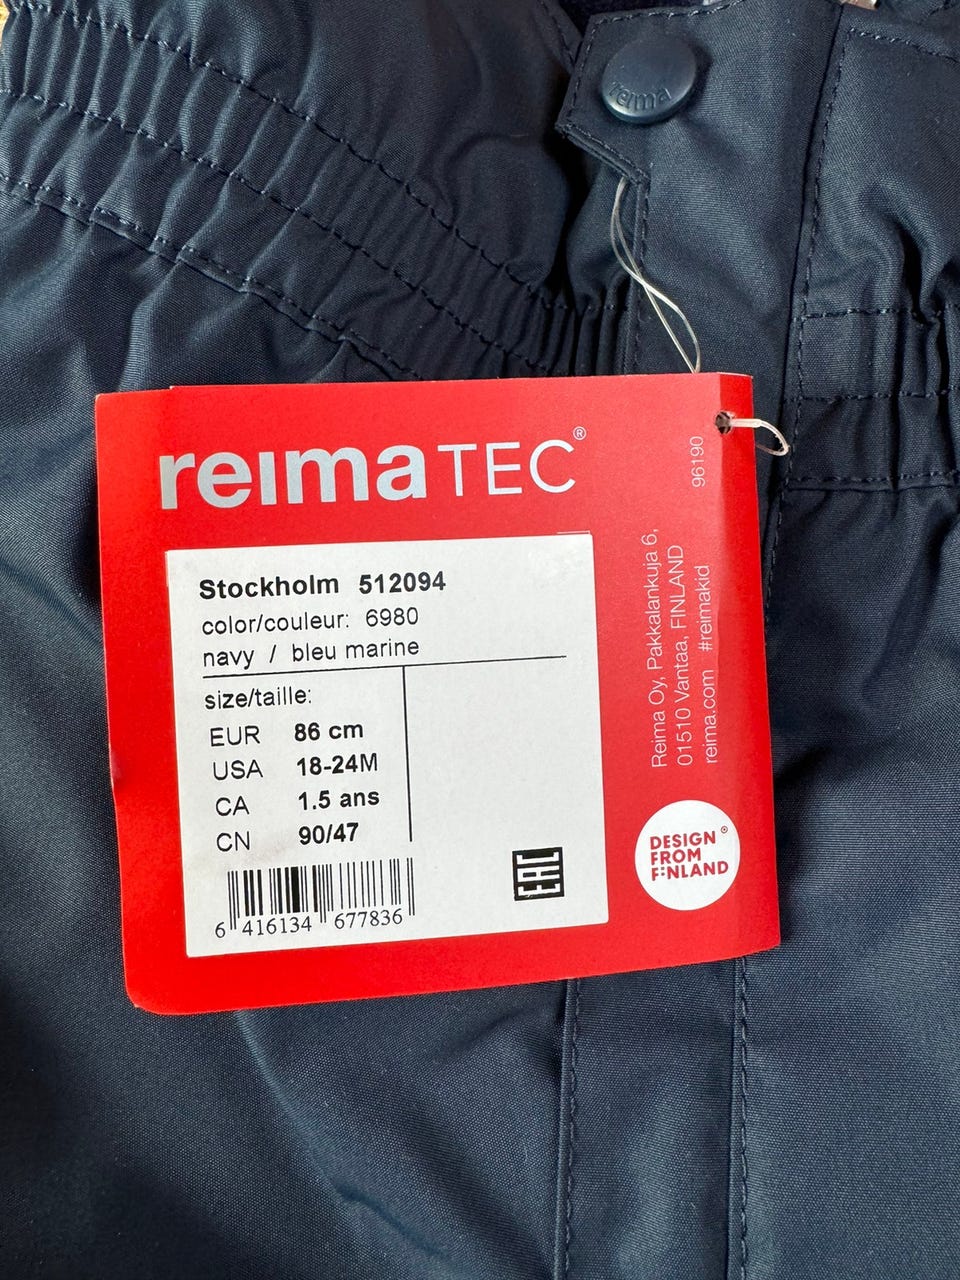 reima
reimaTEC®
96190
Stockholm 512094
color/couleur: 6980
navy / bleu marine
size/taille:
EUR 86 cm
USA 18-24M
CA 1.5 ans
CN 90/47
6 416134 677836
EAC
Reima Oy, Pakkalankuja 6,
01510 Vantaa, FINLAND
reima.com #reimakid
DESIGN®
FROM
FINLAND